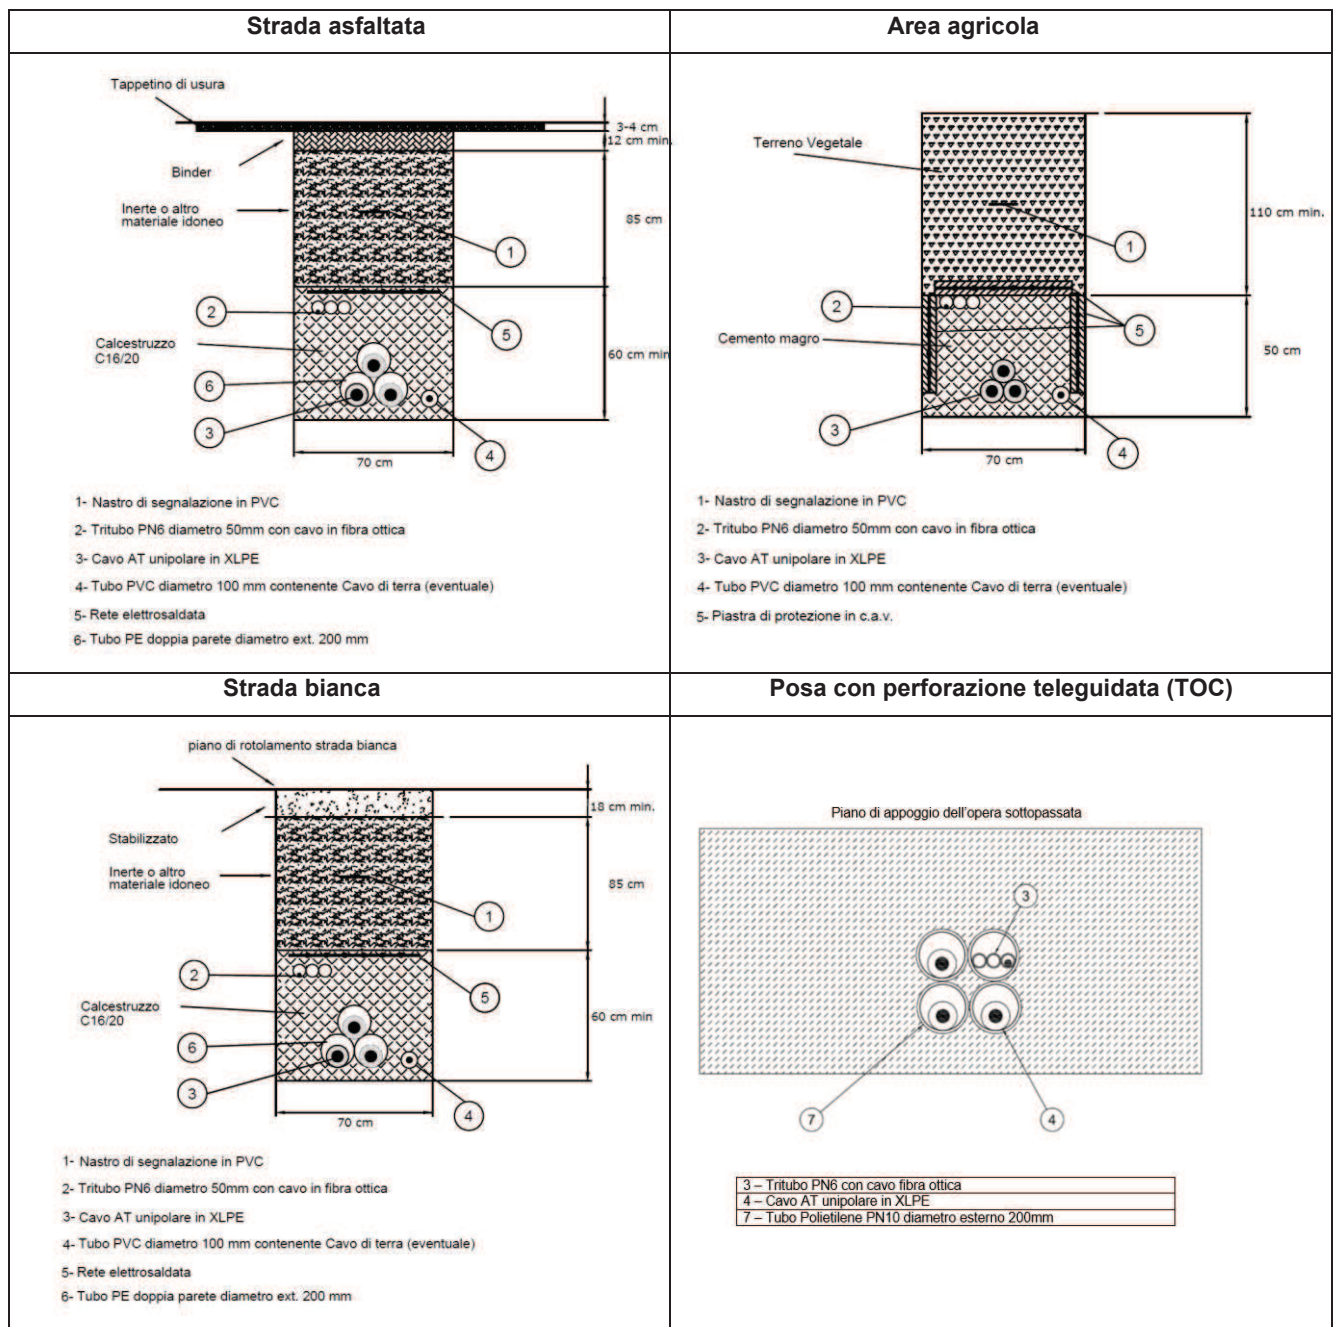 Strada asfaltata
Tappetino di usura
3-4 cm
12 cm min.
Binder
Inerte o altro
materiale idoneo
85 cm
1
2
5
Calcestruzzo
C16/20
60 cm min
6
3
4
70 cm
1- Nastro di segnalazione in PVC
2- Tritubo PN6 diametro 50mm con cavo in fibra ottica
3- Cavo AT unipolare in XLPE
4- Tubo PVC diametro 100 mm contenente Cavo di terra (eventuale)
5- Rete elettrosaldata
6- Tubo PE doppia parete diametro ext. 200 mm
Area agricola
Terreno Vegetale
110 cm min.
1
2
5
Cemento magro
50 cm
3
4
70 cm
1- Nastro di segnalazione in PVC
2- Tritubo PN6 diametro 50mm con cavo in fibra ottica
3- Cavo AT unipolare in XLPE
4- Tubo PVC diametro 100 mm contenente Cavo di terra (eventuale)
5- Piastra di protezione in c.a.v.
Strada bianca
piano di rotolamento strada bianca
18 cm min.
Stabilizzato
Inerte o altro
materiale idoneo
85 cm
1
2
5
Calcestruzzo
C16/20
60 cm min
6
3
4
70 cm
1- Nastro di segnalazione in PVC
2- Tritubo PN6 diametro 50mm con cavo in fibra ottica
3- Cavo AT unipolare in XLPE
4- Tubo PVC diametro 100 mm contenente Cavo di terra (eventuale)
5- Rete elettrosaldata
6- Tubo PE doppia parete diametro ext. 200 mm
Posa con perforazione teleguidata (TOC)
Piano di appoggio dell'opera sottopassata
3
7
4
3 – Tritubo PN6 con cavo fibra ottica
4 – Cavo AT unipolare in XLPE
7 – Tubo Polietilene PN10 diametro esterno 200mm